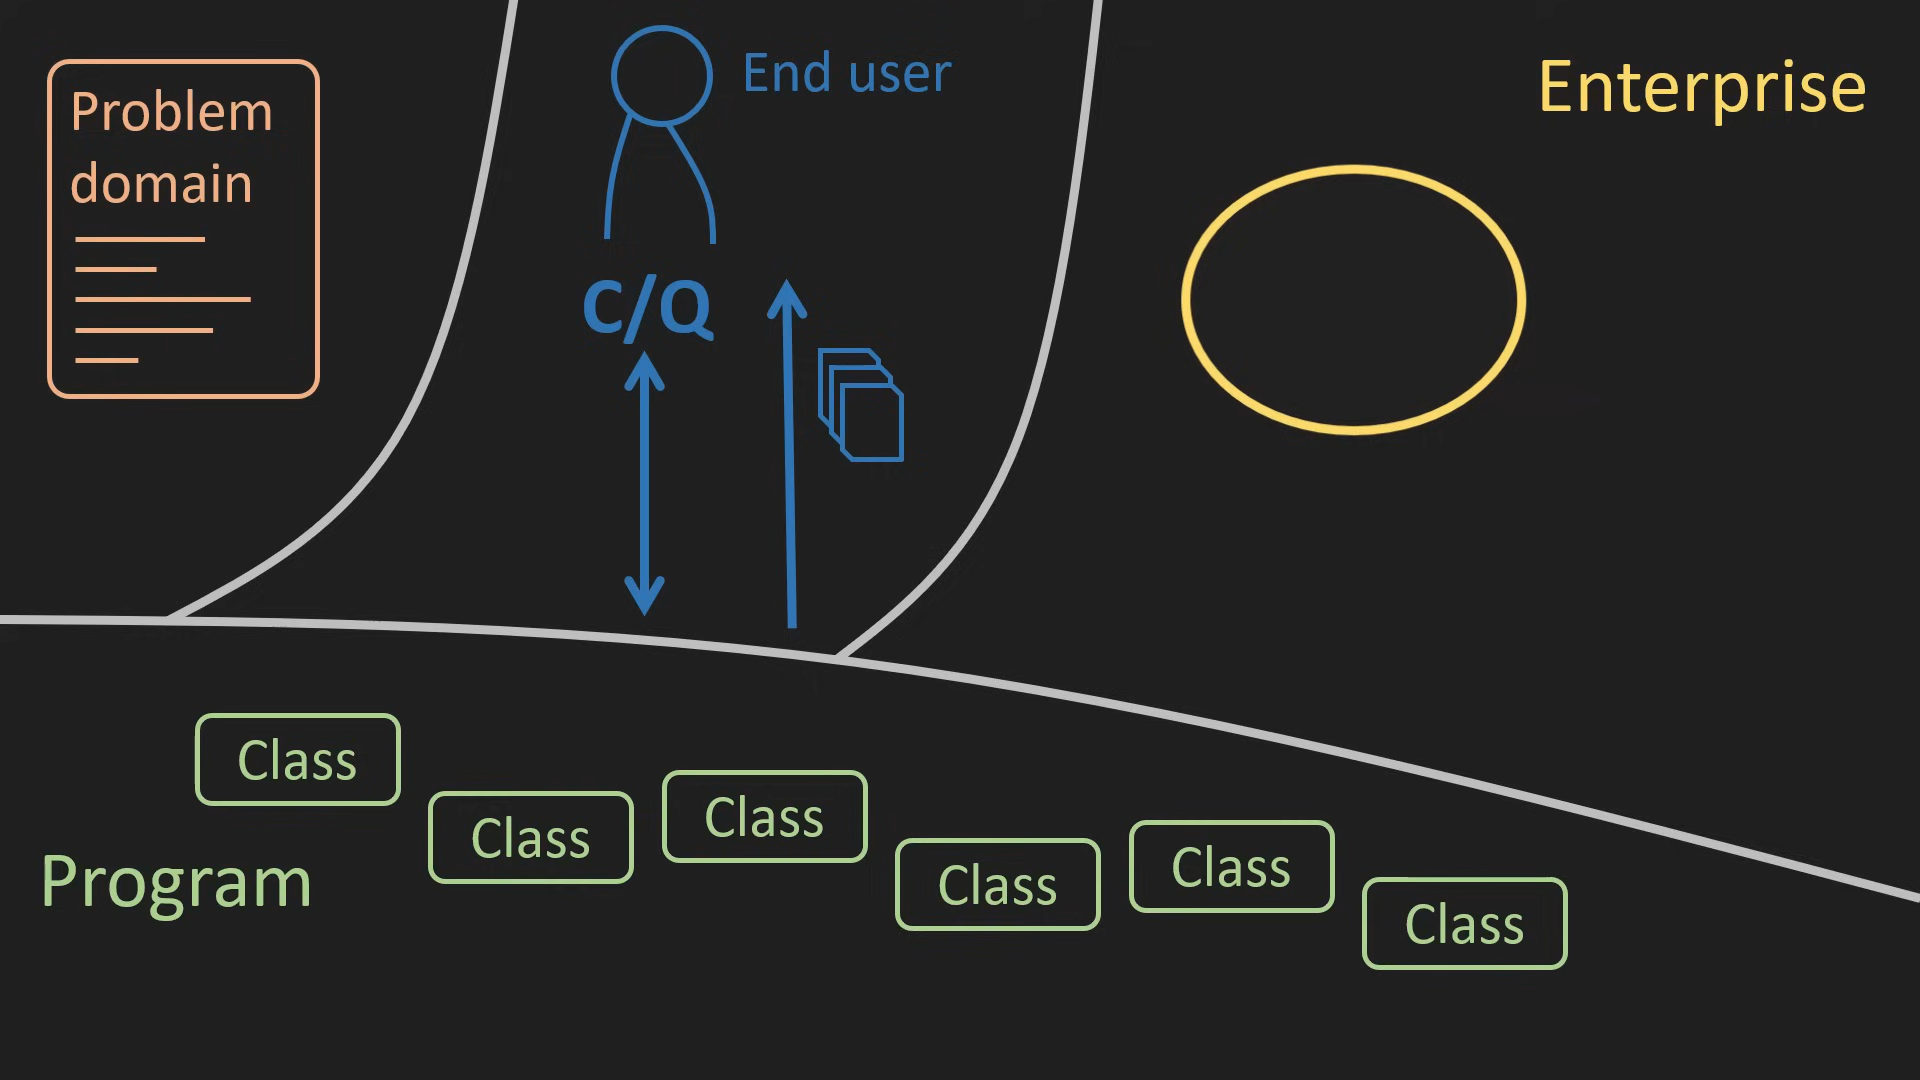 Problem
domain
End user
C/Q
Enterprise
Program
Class
Class
Class
Class
Class
Class